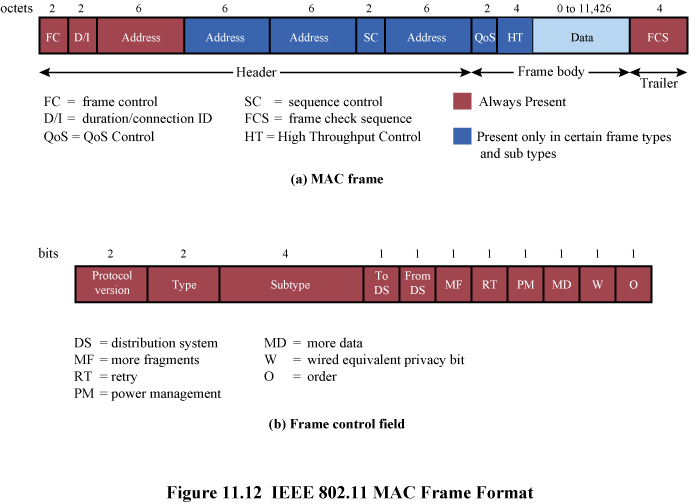 octets 2 2 6 6 6 2 6 2 4 0 to 11,426 4
FC D/I Address Address Address SC Address QoS HT Data FCS
Header Frame body
Trailer
FC = frame control SC = sequence control Always Present
D/I = duration/connection ID FCS = frame check sequence
QoS = QoS Control HT = High Throughput Control Present only in certain frame types
and sub types
(a) MAC frame
bits 2 2 4 1 1 1 1 1 1 1 1
Protocol To From
version Type Subtype DS DS MF RT PM MD W O
DS = distribution system MD = more data
MF = more fragments W = wired equivalent privacy bit
RT = retry O = order
PM = power management
(b) Frame control field
Figure 11.12 IEEE 802.11 MAC Frame Format